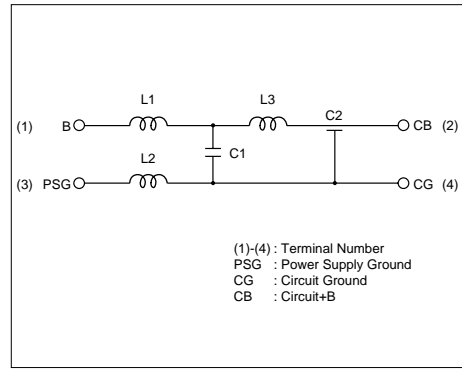 L1 L3
C2
(1) B CB (2)
L2 C1
(3) PSG CG (4)
(1)-(4) : Terminal Number
PSG : Power Supply Ground
CG : Circuit Ground
CB : Circuit+B